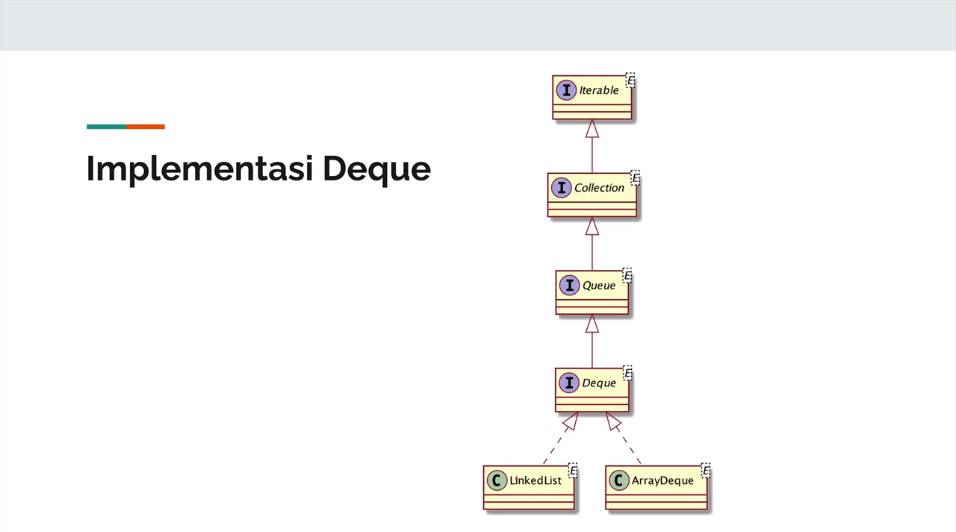 Implementasi Deque
I Iterable E
I Collection E
I Queue E
I Deque E
C LinkedList E
C ArrayDeque E